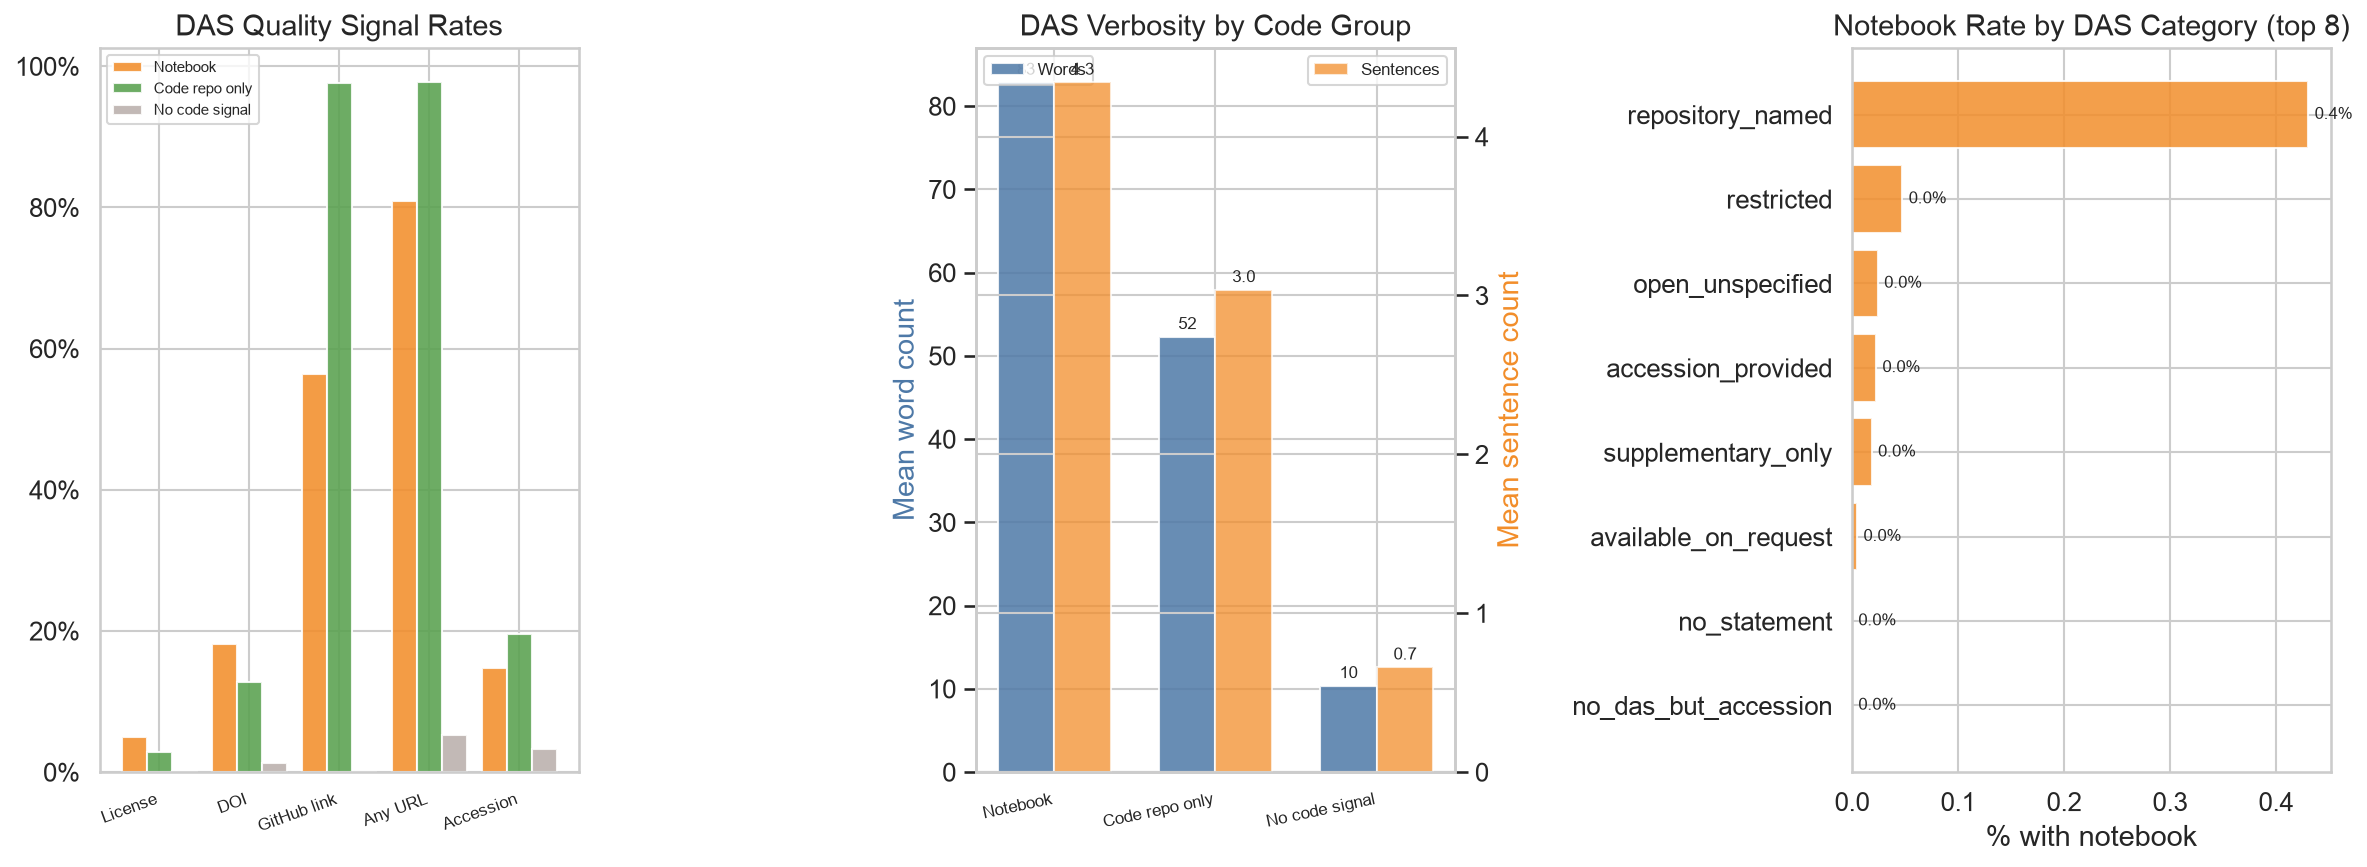 DAS Quality Signal Rates
100%
80%
60%
40%
20%
0%
Notebook
Code repo only
No code signal
License
DOI
GitHub link
Any URL
Accession
DAS Verbosity by Code Group
Mean word count
80
70
60
50
40
30
20
10
0
Words
Sentences
4.3
52
3.0
10
0.7
4
3
2
1
0
Mean sentence count
Notebook
Code repo only
No code signal
Notebook Rate by DAS Category (top 8)
repository_named
0.4%
restricted
0.0%
open_unspecified
0.0%
accession_provided
0.0%
supplementary_only
0.0%
available_on_request
0.0%
no_statement
0.0%
no_das_but_accession
0.0%
0.0
0.1
0.2
0.3
0.4
% with notebook